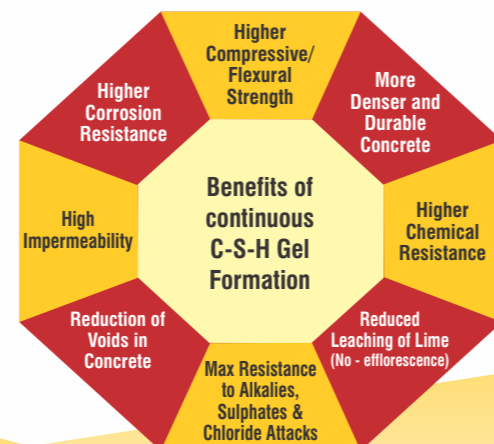 Higher
Compressive/
Flexural
Strength
More
Denser and
Durable
Concrete
Higher
Chemical
Resistance
Reduced
Leaching of Lime
(No - efflorescence)
Max Resistance
to Alkalies,
Sulphates &
Chloride Attacks
Reduction of
Voids in
Concrete
High
Impermeability
Higher
Corrosion
Resistance
Benefits of
continuous
C-S-H Gel
Formation